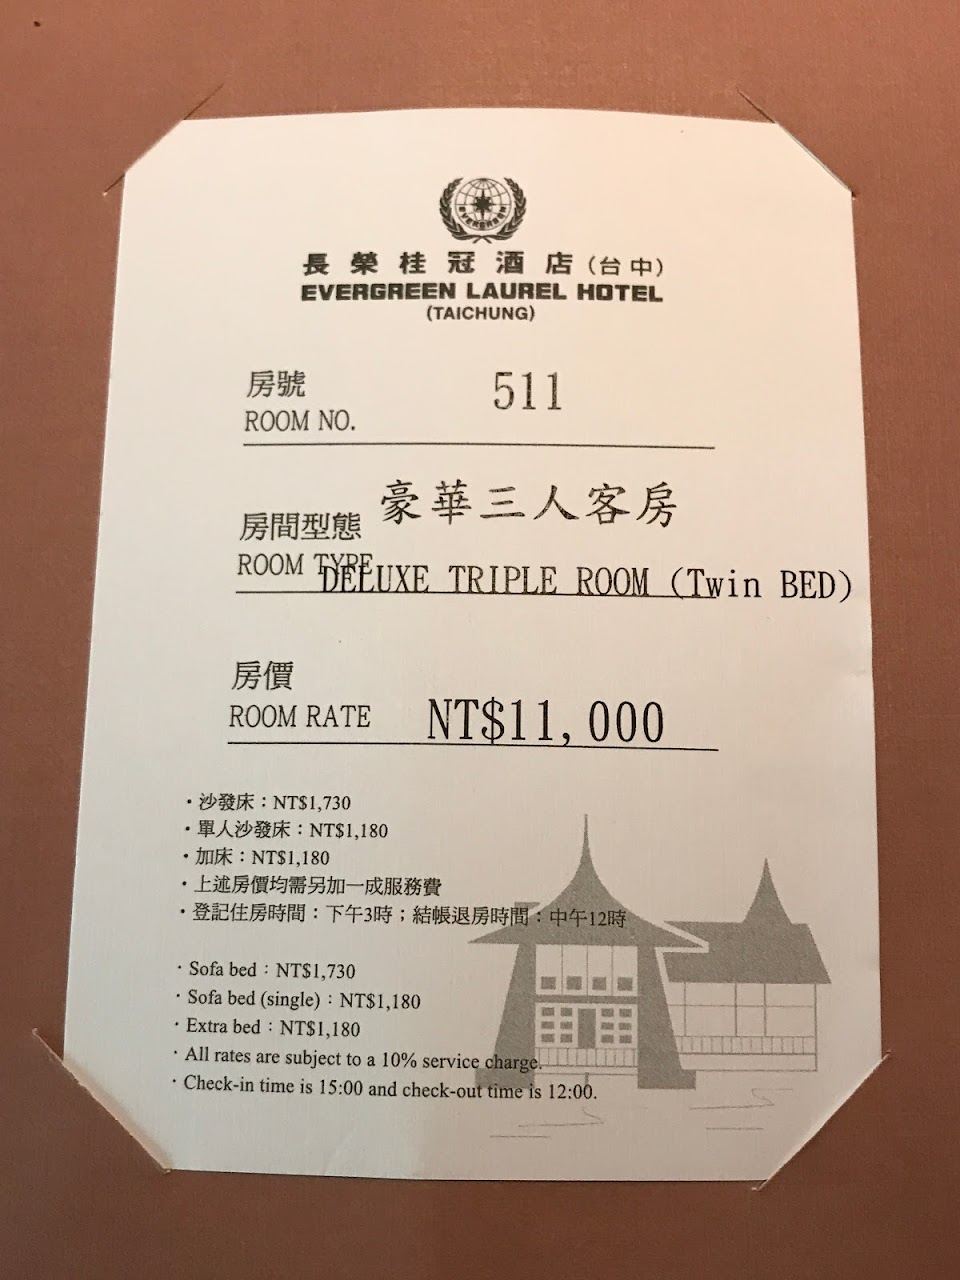 EVERGREEN
長榮桂冠酒店(台中)
EVERGREEN LAUREL HOTEL
(TAICHUNG)
房號
ROOM NO.
511
豪華三人客房
房間型態
ROOM TYPE
DELUXE TRIPLE ROOM (Twin BED)
房價
ROOM RATE
NT$11,000
・沙發床：NT$1,730
・單人沙發床：NT$1,180
・加床：NT$1,180
・上述房價均需另加一成服務費
・登記住房時間：下午3時；結帳退房時間：中午12時
・Sofa bed：NT$1,730
・Sofa bed (single)：NT$1,180
・Extra bed：NT$1,180
・All rates are subject to a 10% service charge.
・Check-in time is 15:00 and check-out time is 12:00.